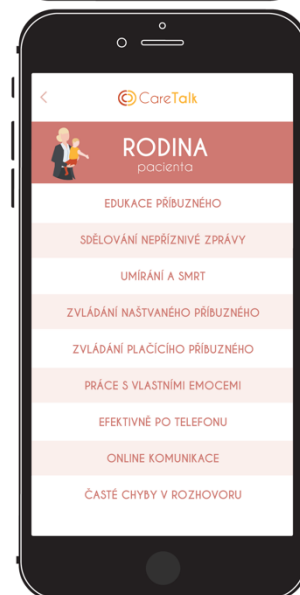 CareTalk
RODINA
pacienta
EDUKACE PŘÍBUZNÉHO
SDĚLOVÁNÍ NEPŘÍZNIVÉ ZPRÁVY
UMÍRÁNÍ A SMRT
ZVLÁDÁNÍ NAŠTVANÉHO PŘÍBUZNÉHO
ZVLÁDÁNÍ PLAČÍCÍHO PŘÍBUZNÉHO
PRÁCE S VLASTNÍMI EMOCEMI
EFEKTIVNĚ PO TELEFONU
ONLINE KOMUNIKACE
ČASTÉ CHYBY V ROZHOVORU